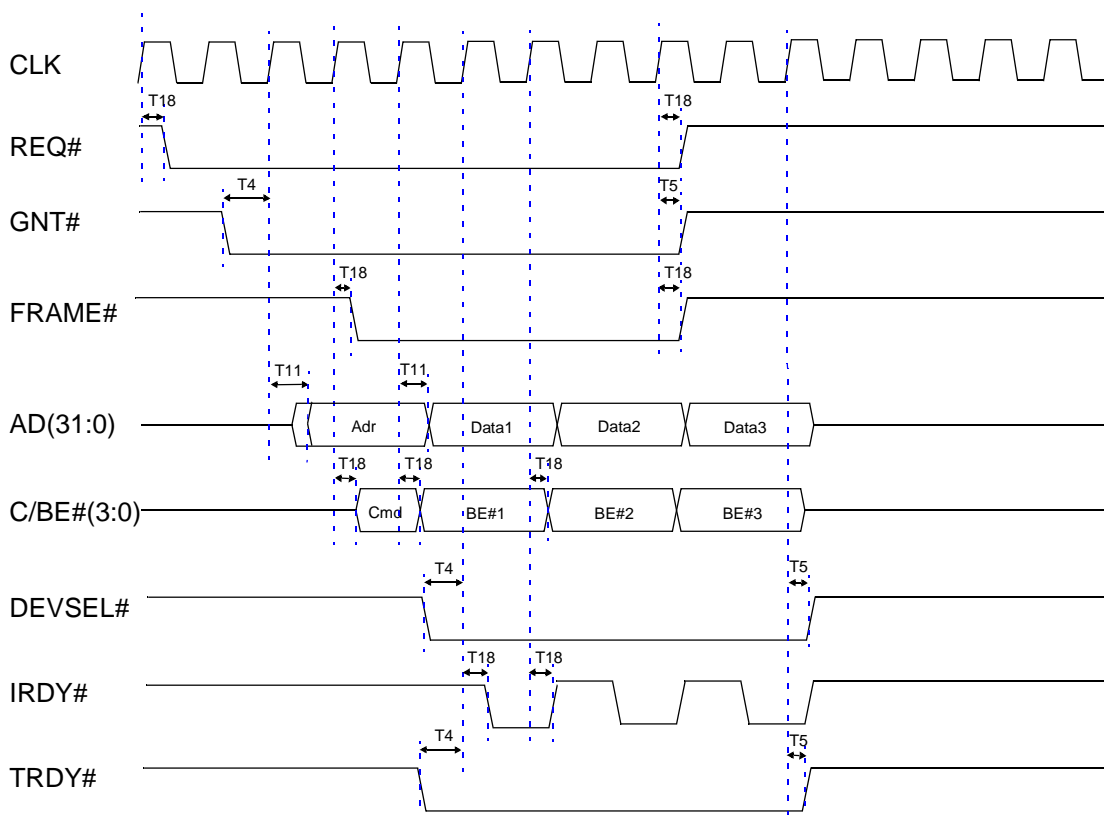 CLK
T18 T18
REQ#
T4 T5
GNT#
T18 T18
FRAME#
T11 T11
AD(31:0) Adr Data1 Data2 Data3
T18 T18 T18
C/BE#(3:0) Cmd BE#1 BE#2 BE#3
T4 T5
DEVSEL#
T18 T18
IRDY#
T4 T5
TRDY#